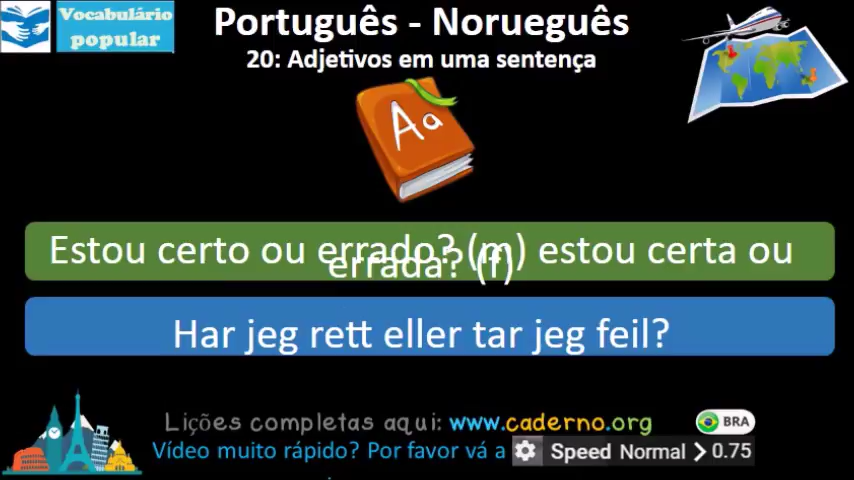 Vocabulário
popular
Português - Norueguês
20: Adjetivos em uma sentença
Aa
Estou certo ou errado? (m) estou certa ou
errada? (f)
Har jeg rett eller tar jeg feil?
Lições completas aqui: www.caderno.org
BRA
Vídeo muito rápido? Por favor vá a Speed Normal > 0.75